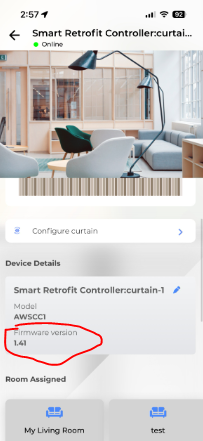 2:57
92
Smart Retrofit Controller:curtai...
Online
Configure curtain
Device Details
Smart Retrofit Controller:curtain-1
Model
AWSCC1
Firmware version
1.41
Room Assigned
My Living Room
test